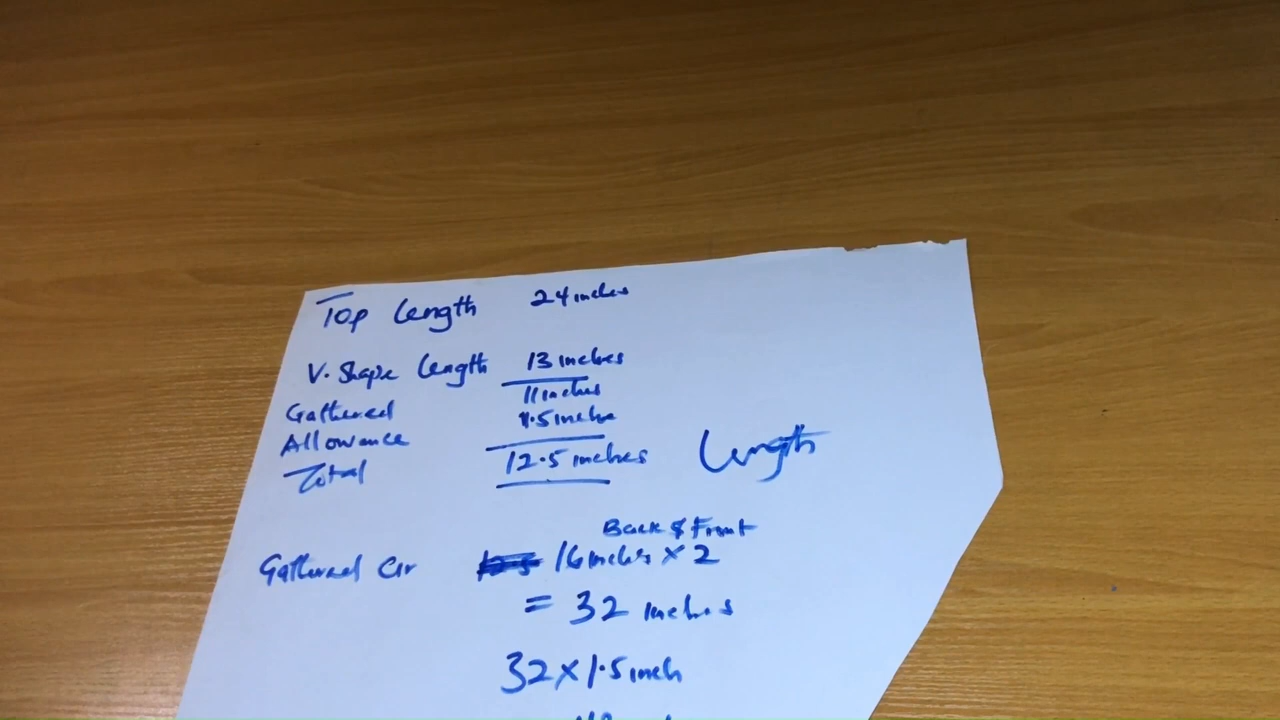 Top Length 24 inches
V. Shape Length 13 inches
Gathered 11 inches
Allowance 1.5 inches
Total 12.5 inches Length
Back & Front
Gathered Cir 16 inches x 2
= 32 inches
32 x 1.5 inch